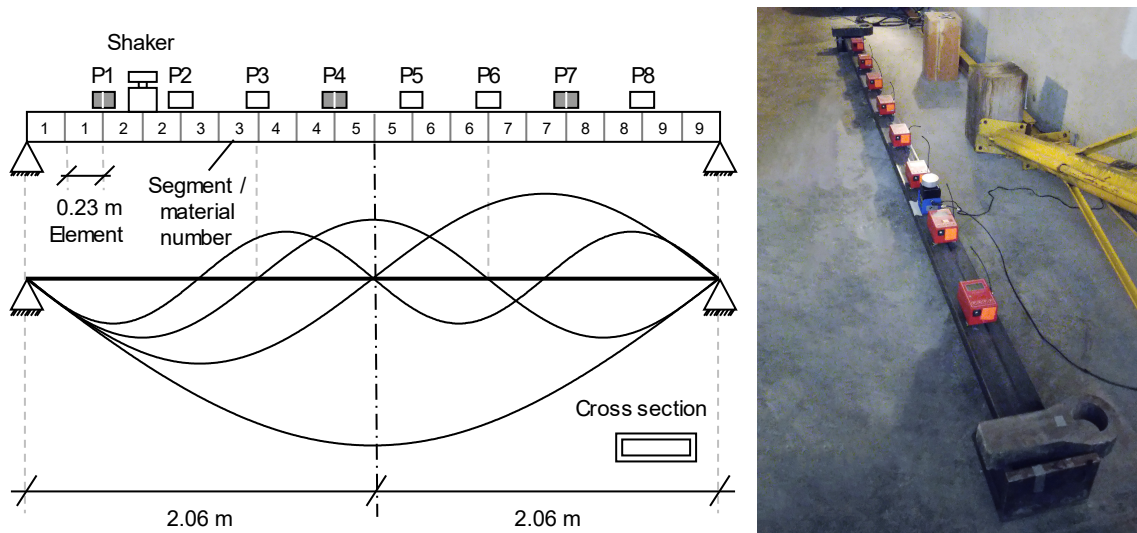 Shaker
P1 P2 P3 P4 P5 P6 P7 P8
1 1 2 2 3 3 4 4 5 5 6 6 7 7 8 8 9 9
0.23 m
Element
Segment /
material
number
Cross section
2.06 m 2.06 m